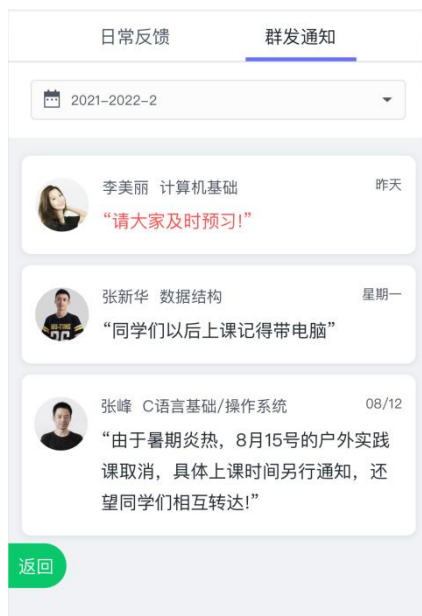 日常反馈 群发通知
2021-2022-2
李美丽 计算机基础 昨天
“请大家及时预习!”
张新华 数据结构 星期一
“同学们以后上课记得带电脑”
张峰 C语言基础/操作系统 08/12
“由于暑期炎热，8月15号的户外实践
课取消，具体上课时间另行通知，还
望同学们相互转达!”
返回